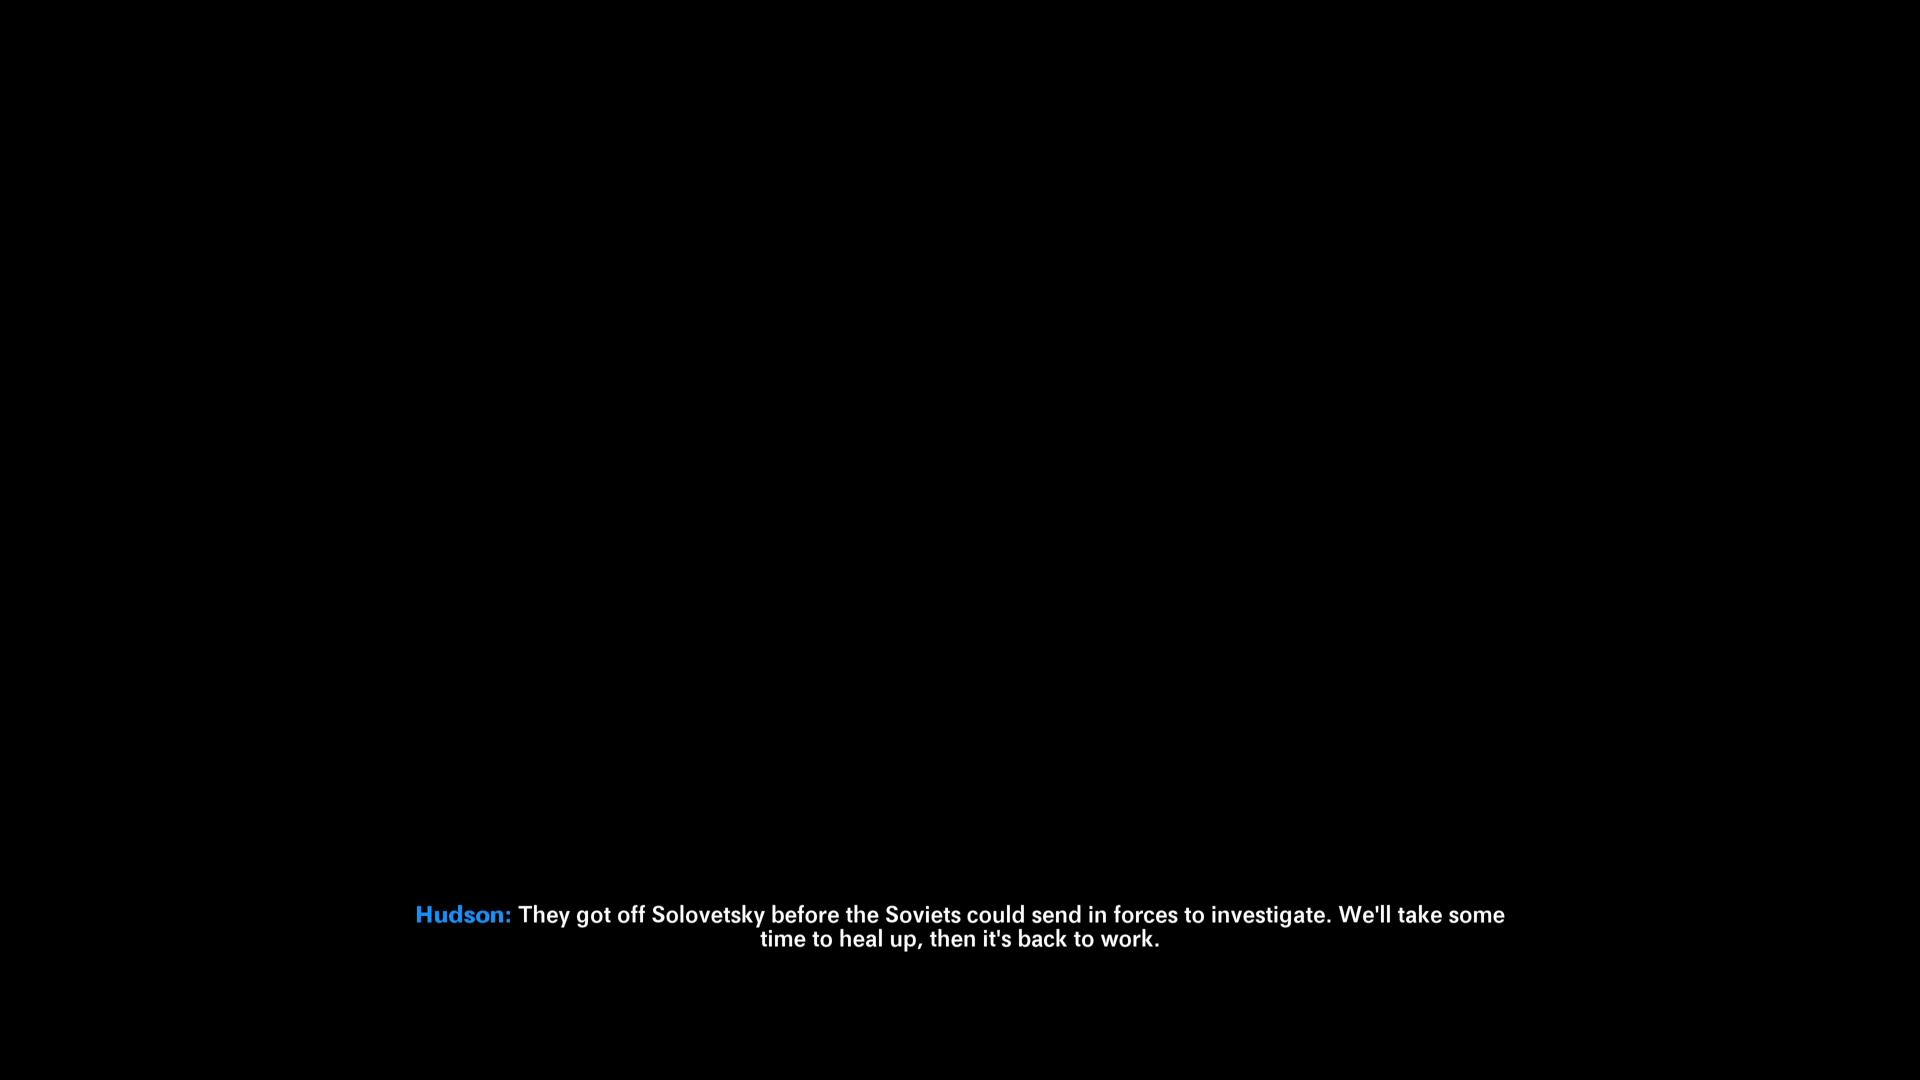 Hudson: They got off Solovetsky before the Soviets could send in forces to investigate. We'll take some
time to heal up, then it's back to work.